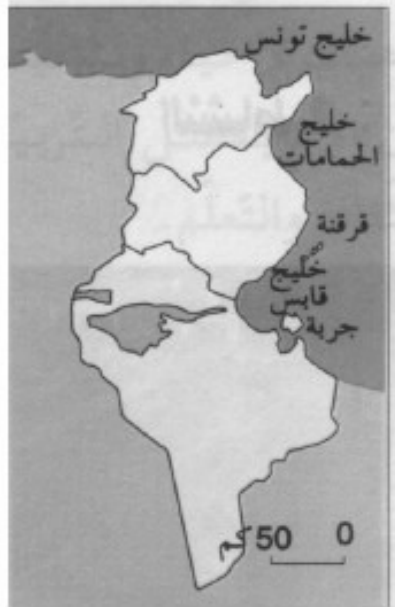 خليج تونس
خليج
الحمامات
قرقنة
خليج
قابس
جربة
0 50 كم